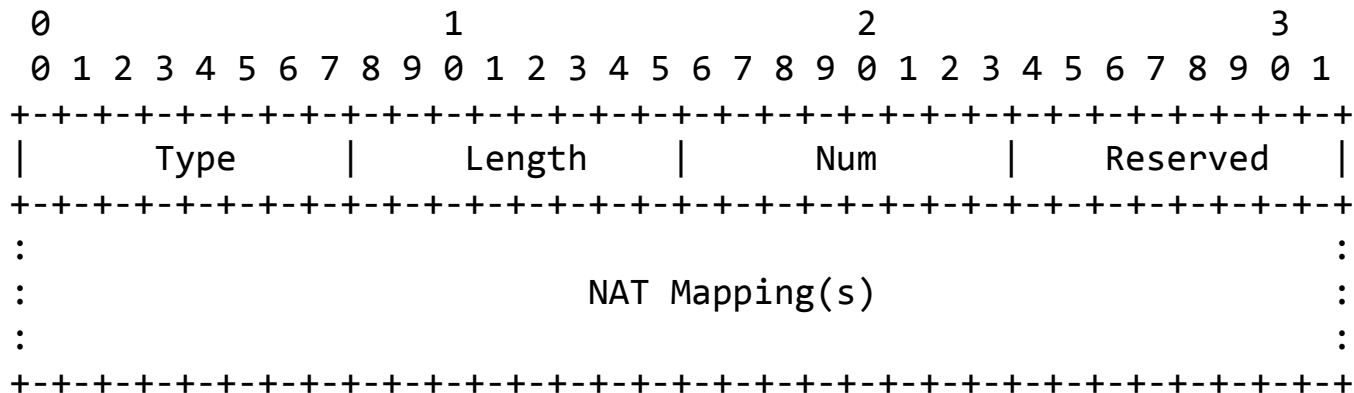 0                   1                   2                   3
 0 1 2 3 4 5 6 7 8 9 0 1 2 3 4 5 6 7 8 9 0 1 2 3 4 5 6 7 8 9 0 1
+-+-+-+-+-+-+-+-+-+-+-+-+-+-+-+-+-+-+-+-+-+-+-+-+-+-+-+-+-+-+-+-+
|      Type     |     Length    |      Num      |    Reserved   |
+-+-+-+-+-+-+-+-+-+-+-+-+-+-+-+-+-+-+-+-+-+-+-+-+-+-+-+-+-+-+-+-+
:                                                               :
:                           NAT Mapping(s)                      :
:                                                               :
+-+-+-+-+-+-+-+-+-+-+-+-+-+-+-+-+-+-+-+-+-+-+-+-+-+-+-+-+-+-+-+-+